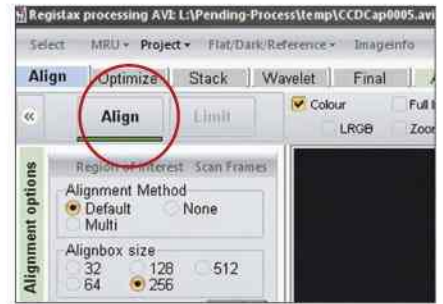 Registax processing AVI: L:\Pending-Process\temp\CCDCap0005.avi
Select MRU Project Flat/Dark/Reference Imageinfo
Align Optimize Stack Wavelet Final
« Align Limit Colour Full
LRGB Zoo
Region of Interest Scan Frames
Alignment options
Alignment Method
Default None
Multi
Alignbox size
32 128 512
64 256